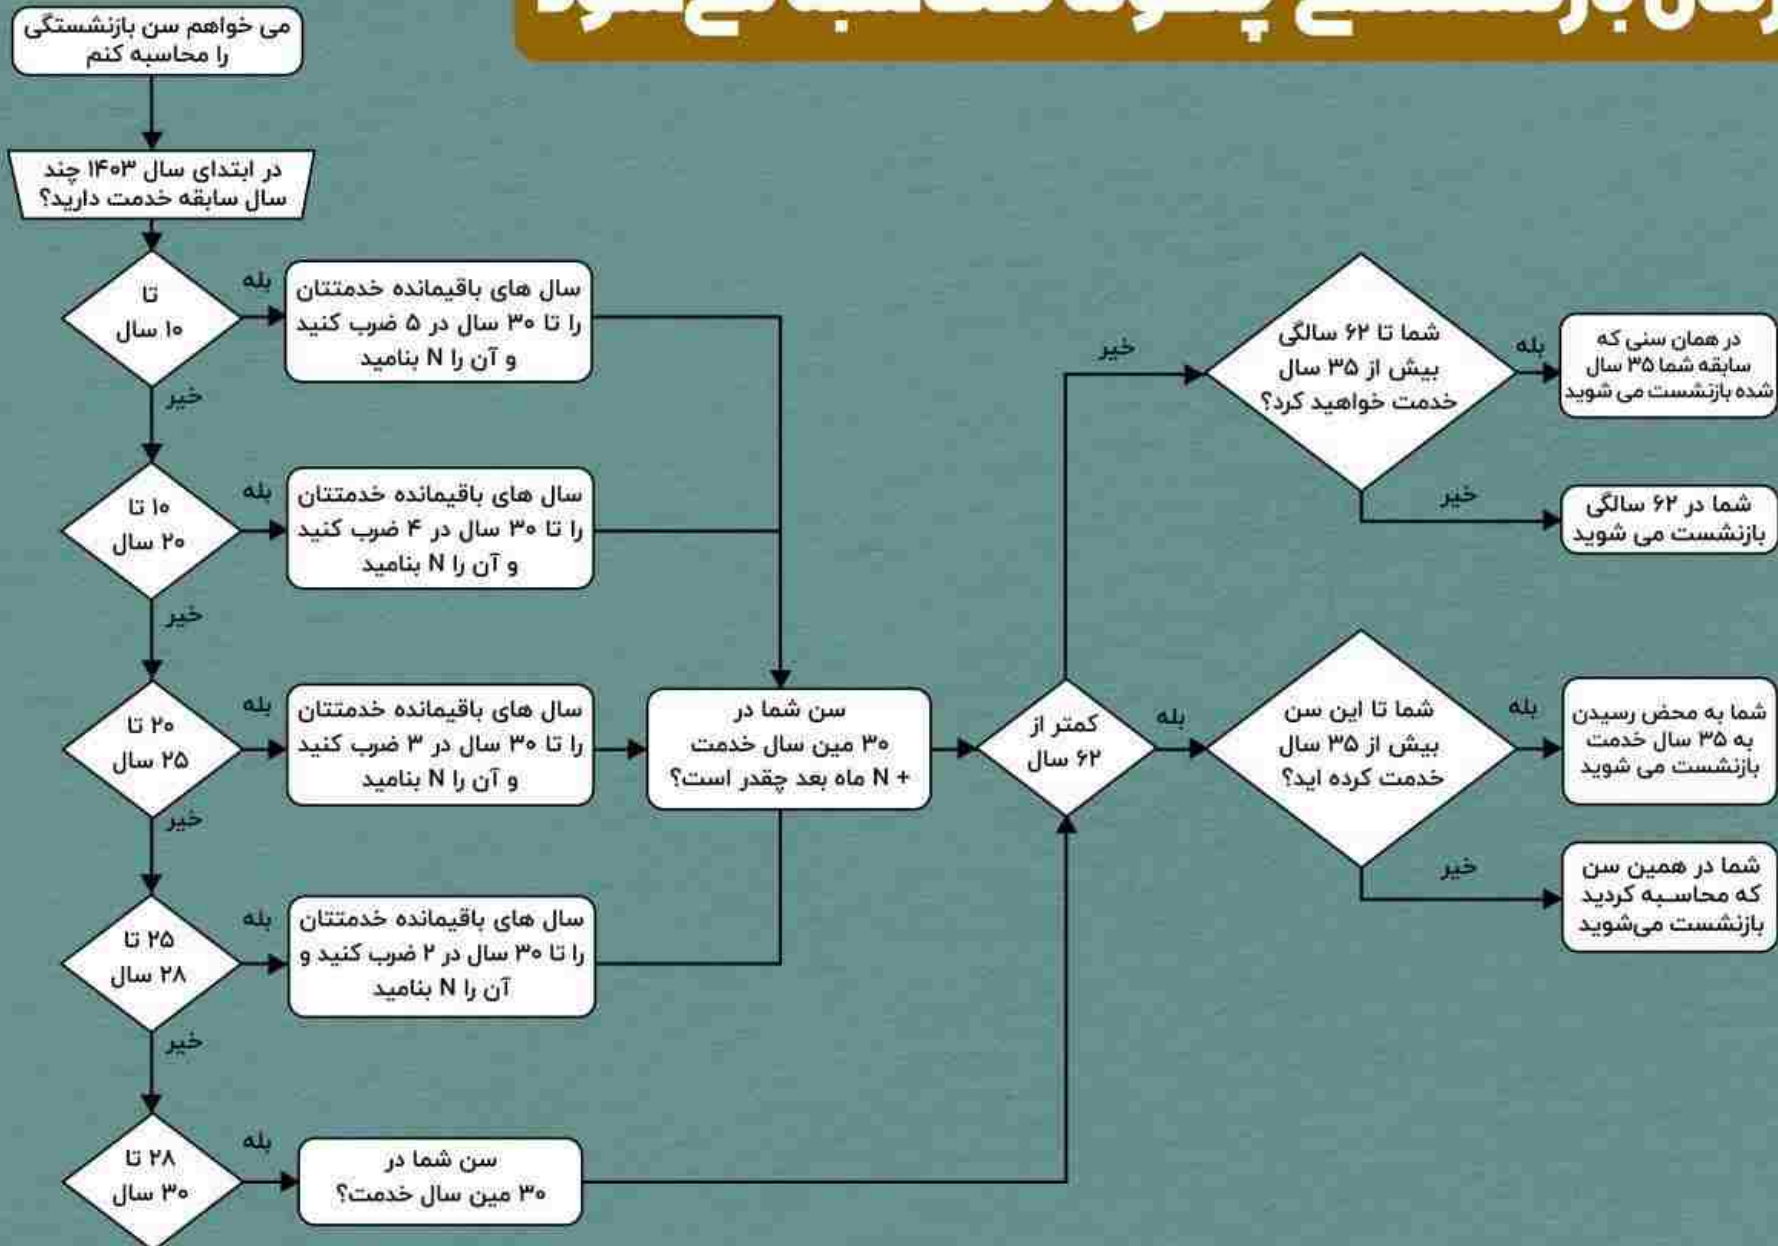 می خواهم سن بازنشستگی
را محاسبه کنم
در ابتدای سال ۱۴۰۳ چند
سال سابقه خدمت دارید؟
تا
۱۰ سال
بله
سال های باقیمانده خدمتتان
را تا ۳۰ سال در ۵ ضرب کنید
و آن را N بنامید
خیر
۱۰ تا
۲۰ سال
بله
سال های باقیمانده خدمتتان
را تا ۳۰ سال در ۴ ضرب کنید
و آن را N بنامید
خیر
۲۰ تا
۲۵ سال
بله
سال های باقیمانده خدمتتان
را تا ۳۰ سال در ۳ ضرب کنید
و آن را N بنامید
خیر
۲۵ تا
۲۸ سال
بله
سال های باقیمانده خدمتتان
را تا ۳۰ سال در ۲ ضرب کنید و
آن را N بنامید
خیر
۲۸ تا
۳۰ سال
بله
سن شما در
۳۰ مین سال خدمت؟
سن شما در
۳۰ مین سال خدمت
+ N ماه بعد چقدر است؟
کمتر از
۶۲ سال
خیر
شما تا ۶۲ سالگی
بیش از ۳۵ سال
خدمت خواهید کرد؟
بله
در همان سنی که
سابقه شما ۳۵ سال
شده بازنشست می شوید
خیر
شما در ۶۲ سالگی
بازنشست می شوید
بله
شما تا این سن
بیش از ۳۵ سال
خدمت کرده اید؟
بله
شما به محض رسیدن
به ۳۵ سال خدمت
بازنشست می شوید
خیر
شما در همین سن
که محاسبه کردید
بازنشست می‌شوید